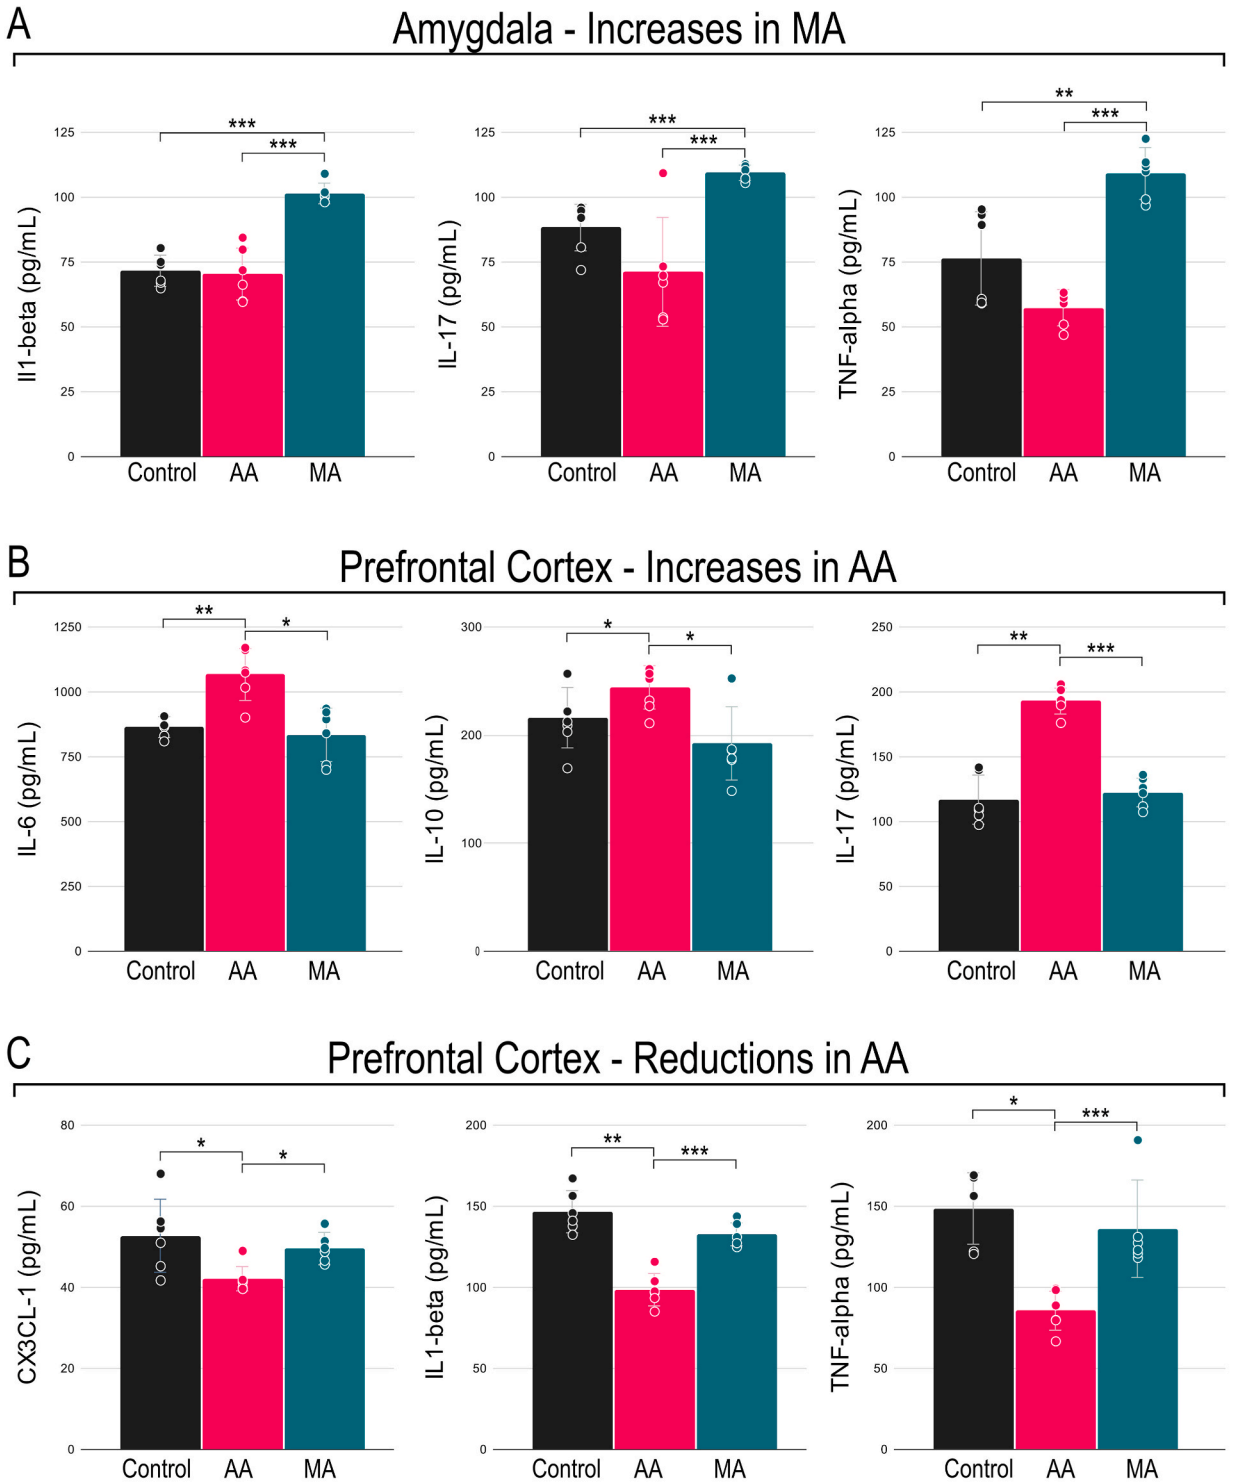 A
Amygdala - Increases in MA
Il1-beta (pg/mL)
125
100
75
50
25
0
***
***
Control AA MA
IL-17 (pg/mL)
125
100
75
50
25
0
***
***
Control AA MA
TNF-alpha (pg/mL)
125
100
75
50
25
0
**
***
Control AA MA
B
Prefrontal Cortex - Increases in AA
IL-6 (pg/mL)
1250
1000
750
500
250
0
**
*
Control AA MA
IL-10 (pg/mL)
300
200
100
0
*
*
Control AA MA
IL-17 (pg/mL)
250
200
150
100
50
0
**
***
Control AA MA
C
Prefrontal Cortex - Reductions in AA
CX3CL-1 (pg/mL)
80
60
40
20
0
*
*
Control AA MA
IL1-beta (pg/mL)
200
150
100
50
0
**
***
Control AA MA
TNF-alpha (pg/mL)
200
150
100
50
0
*
***
Control AA MA